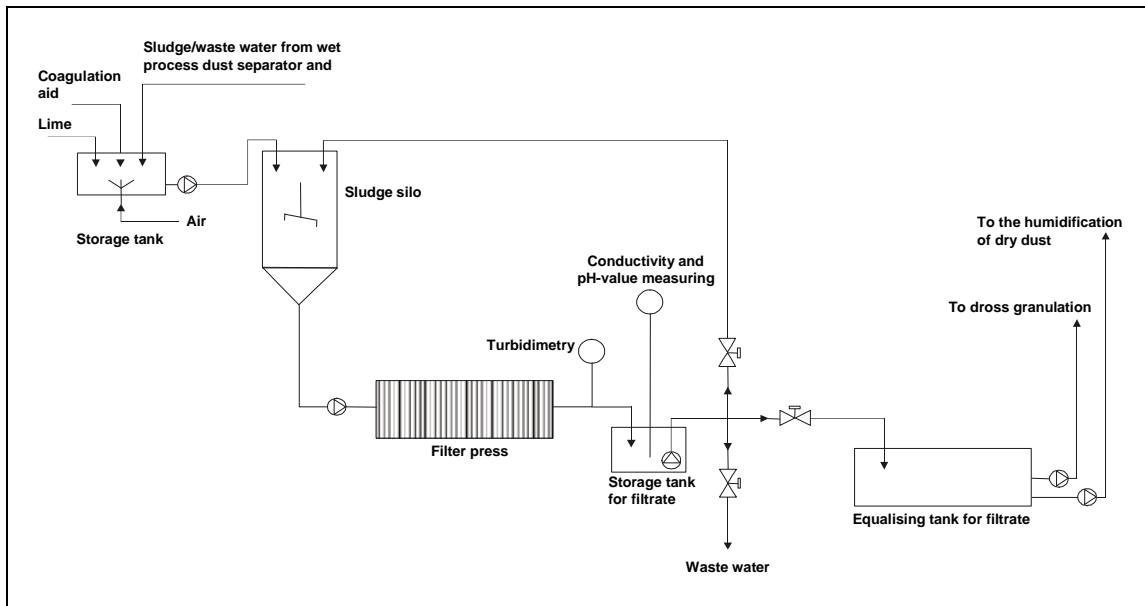 Sludge/waste water from wet
process dust separator and
Coagulation
aid
Lime
Air
Storage tank
Sludge silo
Conductivity and
pH-value measuring
Turbidimetry
Filter press
Storage tank
for filtrate
Waste water
To the humidification
of dry dust
To dross granulation
Equalising tank for filtrate